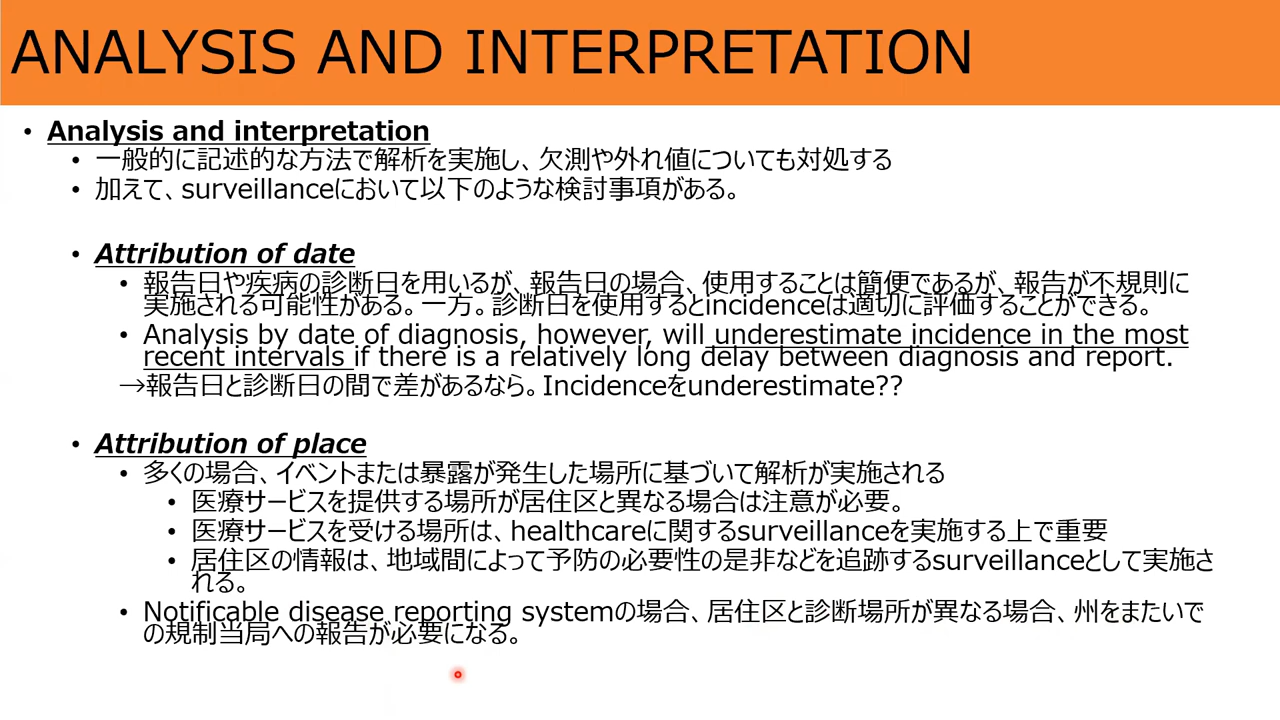 ANALYSIS AND INTERPRETATION
• Analysis and interpretation
• 一般的に記述的な方法で解析を実施し、欠測や外れ値についても対処する
• 加えて、surveillanceにおいて以下のような検討事項がある。
• Attribution of date
• 報告日や疾病の診断日を用いるが、報告日の場合、使用することは簡便であるが、報告が不規則に
実施される可能性がある。一方。診断日を使用するとincidenceは適切に評価することができる。
• Analysis by date of diagnosis, however, will underestimate incidence in the most
recent intervals if there is a relatively long delay between diagnosis and report.
→報告日と診断日の間で差があるなら。Incidenceをunderestimate??
• Attribution of place
• 多くの場合、イベントまたは暴露が発生した場所に基づいて解析が実施される
• 医療サービスを提供する場所が居住区と異なる場合は注意が必要。
• 医療サービスを受ける場所は、healthcareに関するsurveillanceを実施する上で重要
• 居住区の情報は、地域間によって予防の必要性の是非などを追跡するsurveillanceとして実施さ
れる。
• Notificable disease reporting systemの場合、居住区と診断場所が異なる場合、州をまたいで
の規制当局への報告が必要になる。